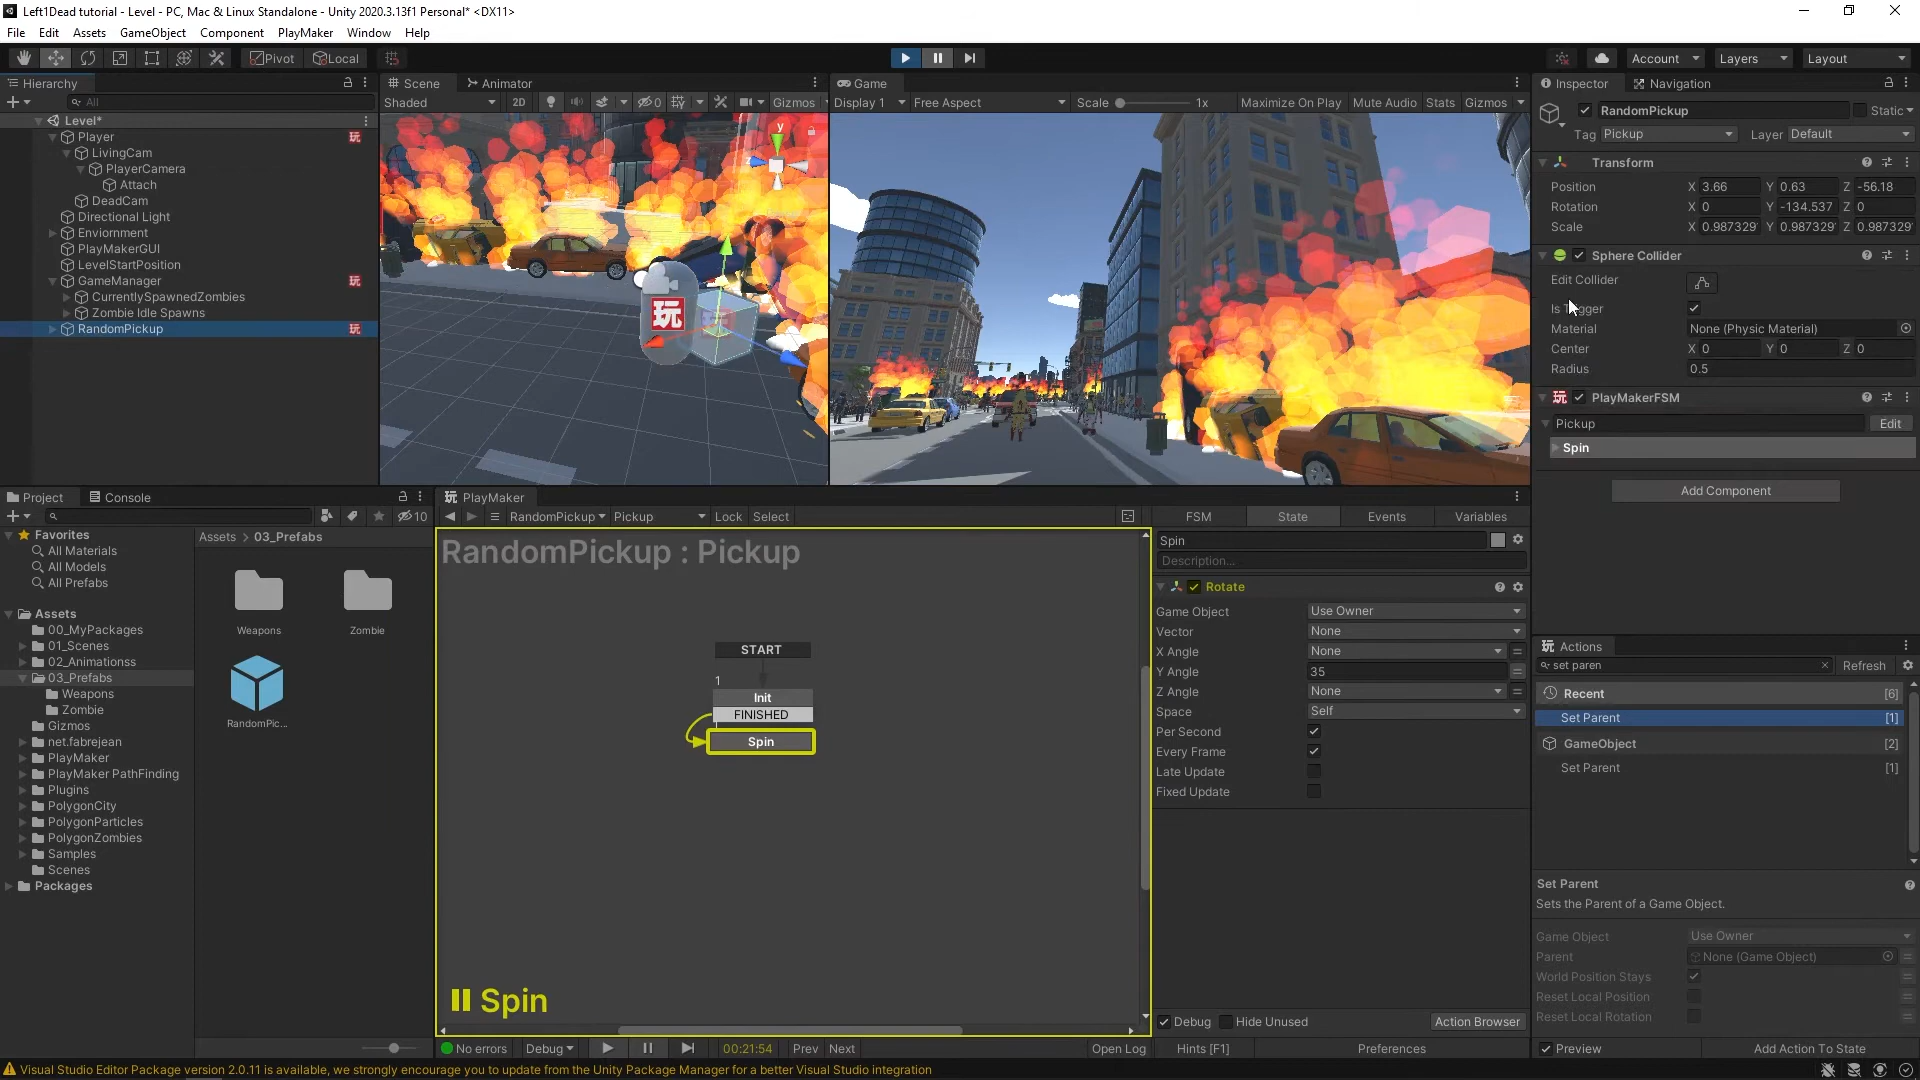 Left1Dead tutorial - Level - PC, Mac & Linux Standalone - Unity 2020.3.13f1 Personal* <DX11>
File Edit Assets GameObject Component PlayMaker Window Help
Pivot Local Account Layers Layout
Hierarchy
All
Level*
Player
LivingCam
PlayerCamera
Attach
DeadCam
Directional Light
Enviornment
PlayMakerGUI
LevelStartPosition
GameManager
CurrentlySpawnedZombies
Zombie Idle Spawns
RandomPickup
Scene Animator
Shaded 2D 0 Gizmos
y
z
玩
Game
Display 1 Free Aspect Scale 1x Maximize On Play Mute Audio Stats Gizmos
Inspector Navigation
RandomPickup Static
Tag Pickup Layer Default
Transform
Position X 3.66 Y 0.63 Z -56.18
Rotation X 0 Y -134.537 Z 0
Scale X 0.987329 Y 0.987329 Z 0.987329
Sphere Collider
Edit Collider
Is Trigger
Material None (Physic Material)
Center X 0 Y 0 Z 0
Radius 0.5
玩 PlayMakerFSM
Pickup Edit
Spin
Add Component
Project Console
10
Favorites
All Materials
All Models
All Prefabs
Assets
00_MyPackages
01_Scenes
02_Animationss
03_Prefabs
Weapons
Zombie
Gizmos
net.fabrejean
PlayMaker
PlayMaker PathFinding
Plugins
PolygonCity
PolygonParticles
PolygonZombies
Samples
Scenes
Packages
Assets > 03_Prefabs
Weapons Zombie
RandomPic...
玩 PlayMaker
RandomPickup Pickup Lock Select
RandomPickup : Pickup
START
1
Init
FINISHED
Spin
Spin
No errors Debug 00:21:54 Prev Next Open Log
FSM State Events Variables
Spin
Description...
Rotate
Game Object Use Owner
Vector None
X Angle None
Y Angle 35
Z Angle None
Space Self
Per Second
Every Frame
Late Update
Fixed Update
Debug Hide Unused Action Browser
Hints [F1] Preferences
玩 Actions
set paren Refresh
Recent [6]
Set Parent [1]
GameObject [2]
Set Parent [1]
Set Parent
Sets the Parent of a Game Object.
Game Object Use Owner
Parent None (Game Object)
World Position Stays
Reset Local Position
Reset Local Rotation
Preview Add Action To State
Visual Studio Editor Package version 2.0.11 is available, we strongly encourage you to update from the Unity Package Manager for a better Visual Studio integration